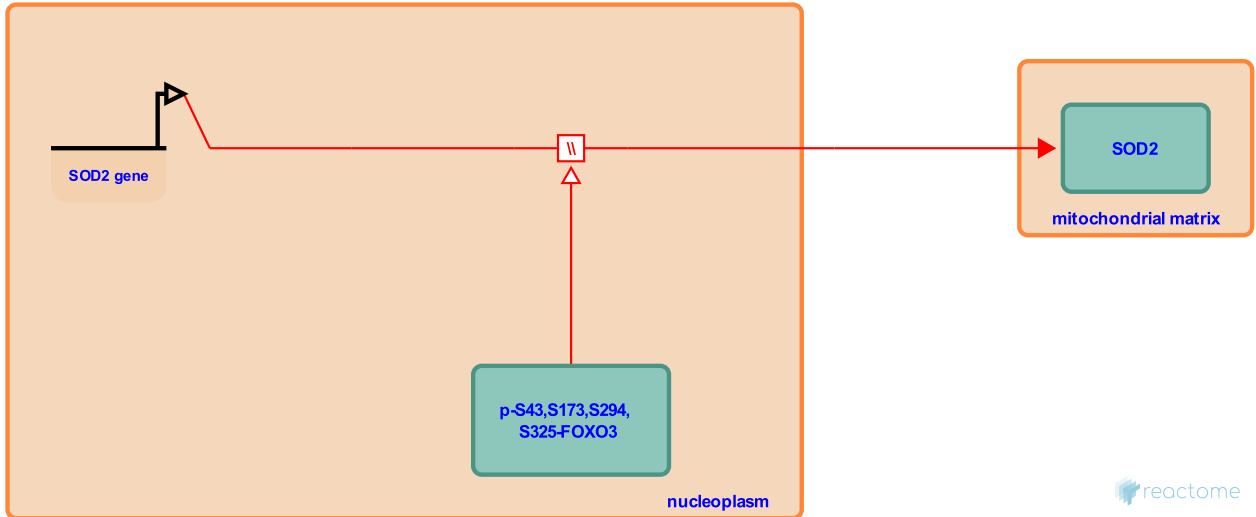 SOD2 gene
\\
SOD2
mitochondrial matrix
p-S43,S173,S294,
S325-FOXO3
nucleoplasm
reactome